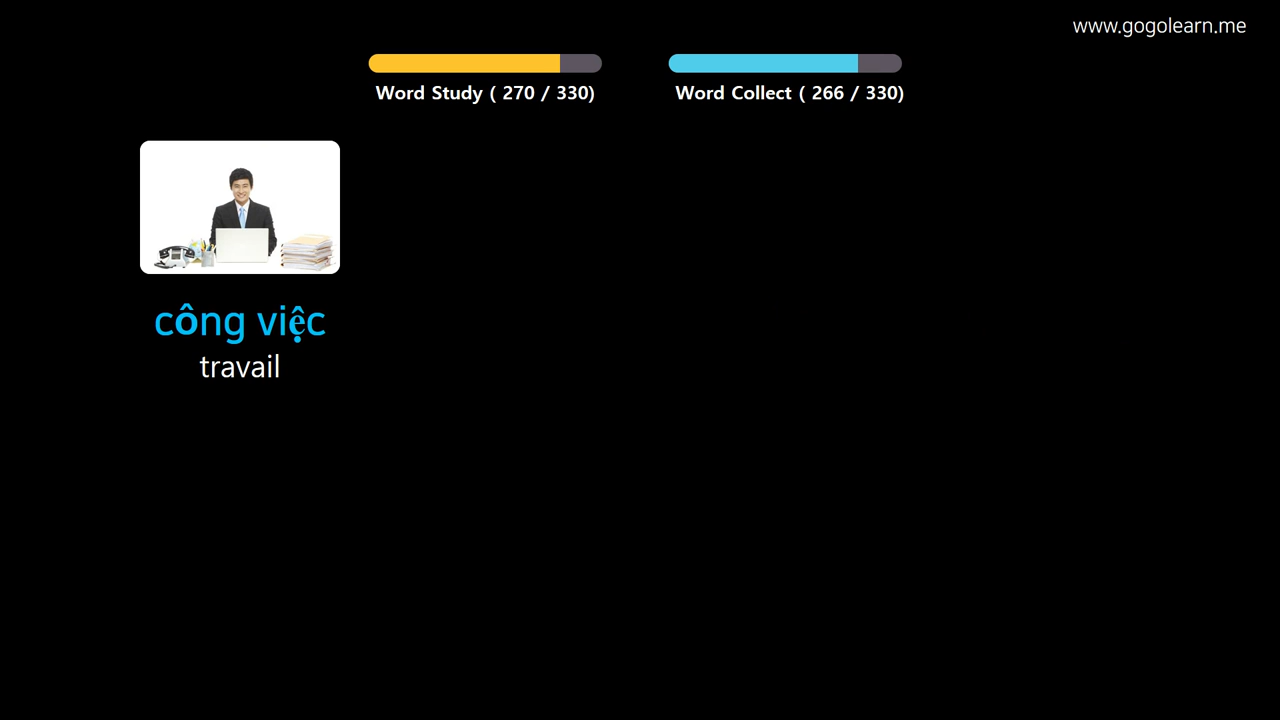 www.gogolearn.me
Word Study ( 270 / 330)
Word Collect ( 266 / 330)
công việc
travail